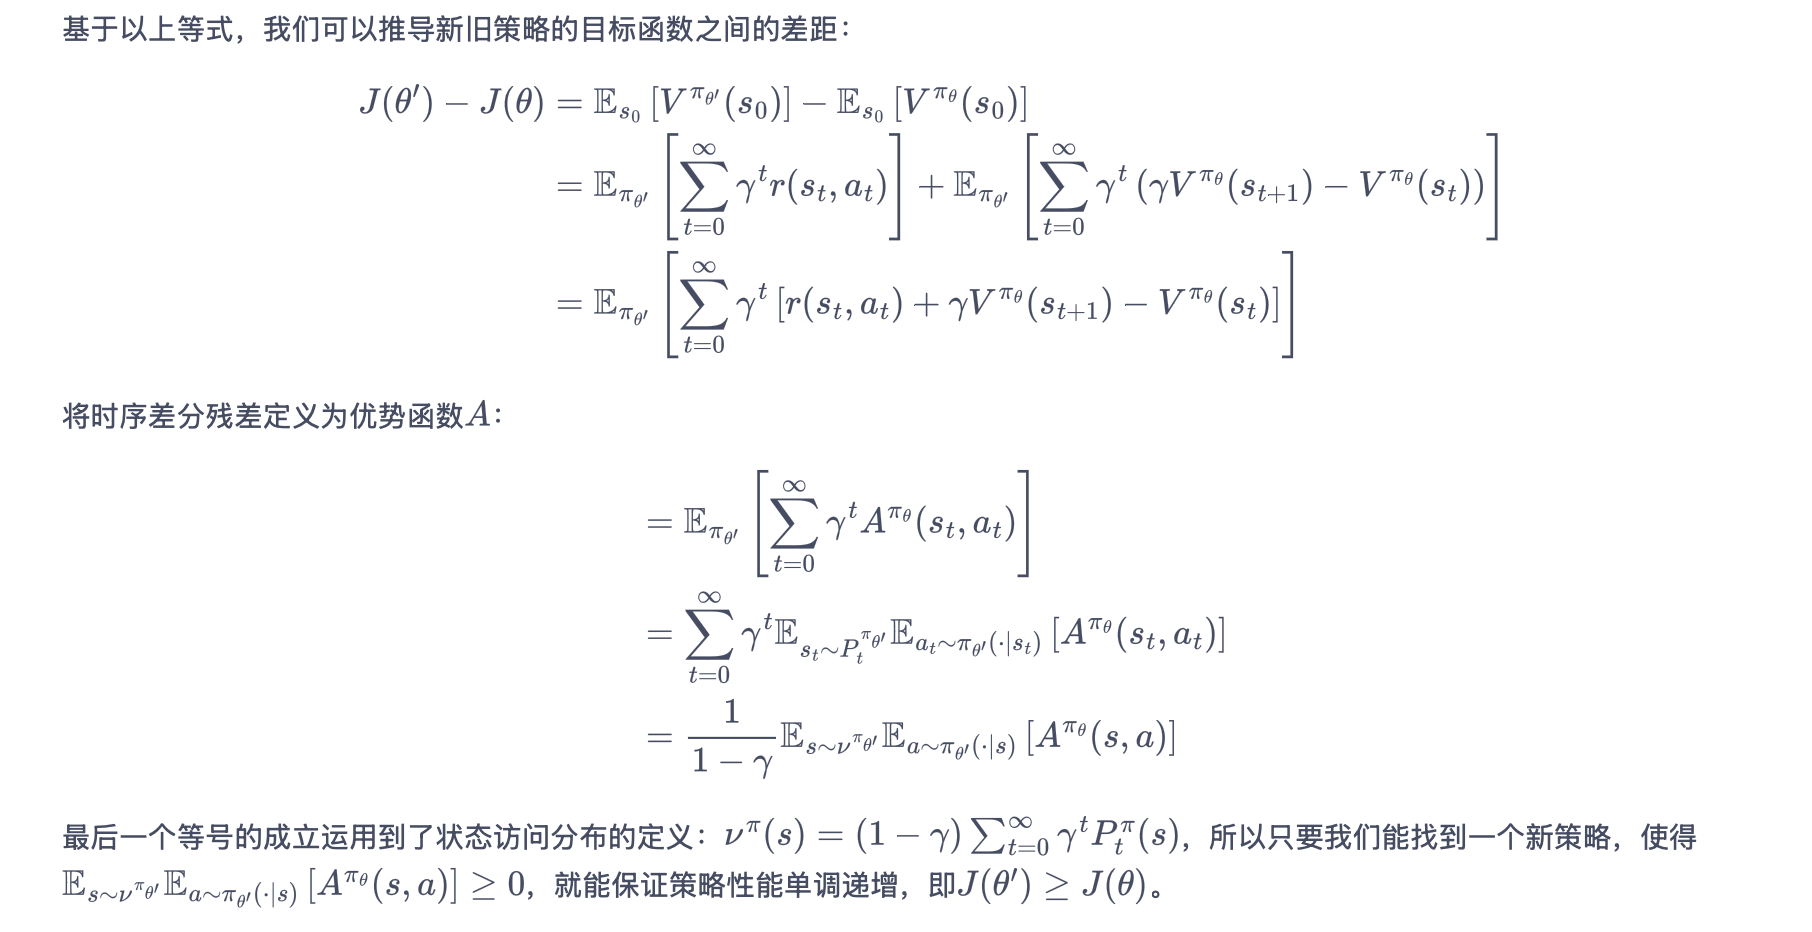 基于以上等式，我们可以推导新旧策略的目标函数之间的差距：
$J(\theta') - J(\theta) = \mathbb{E}_{s_0}\left[V^{\pi_{\theta'}}(s_0)\right] - \mathbb{E}_{s_0}\left[V^{\pi_\theta}(s_0)\right]$
$= \mathbb{E}_{\pi_{\theta'}}\left[\sum_{t=0}^{\infty} \gamma^t r(s_t, a_t)\right] + \mathbb{E}_{\pi_{\theta'}}\left[\sum_{t=0}^{\infty} \gamma^t \left(\gamma V^{\pi_\theta}(s_{t+1}) - V^{\pi_\theta}(s_t)\right)\right]$
$= \mathbb{E}_{\pi_{\theta'}}\left[\sum_{t=0}^{\infty} \gamma^t \left[r(s_t, a_t) + \gamma V^{\pi_\theta}(s_{t+1}) - V^{\pi_\theta}(s_t)\right]\right]$
将时序差分残差定义为优势函数$A$：
$= \mathbb{E}_{\pi_{\theta'}}\left[\sum_{t=0}^{\infty} \gamma^t A^{\pi_\theta}(s_t, a_t)\right]$
$= \sum_{t=0}^{\infty} \gamma^t \mathbb{E}_{s_t \sim P_t^{\pi_{\theta'}}} \mathbb{E}_{a_t \sim \pi_{\theta'}(\cdot|s_t)}\left[A^{\pi_\theta}(s_t, a_t)\right]$
$= \frac{1}{1-\gamma} \mathbb{E}_{s \sim \nu^{\pi_{\theta'}}} \mathbb{E}_{a \sim \pi_{\theta'}(\cdot|s)}\left[A^{\pi_\theta}(s, a)\right]$
最后一个等号的成立运用到了状态访问分布的定义：$\nu^\pi(s) = (1-\gamma)\sum_{t=0}^{\infty} \gamma^t P_t^\pi(s)$，所以只要我们能找到一个新策略，使得
$\mathbb{E}_{s \sim \nu^{\pi_{\theta'}}} \mathbb{E}_{a \sim \pi_{\theta'}(\cdot|s)}\left[A^{\pi_\theta}(s, a)\right] \geq 0$，就能保证策略性能单调递增，即$J(\theta') \geq J(\theta)$。